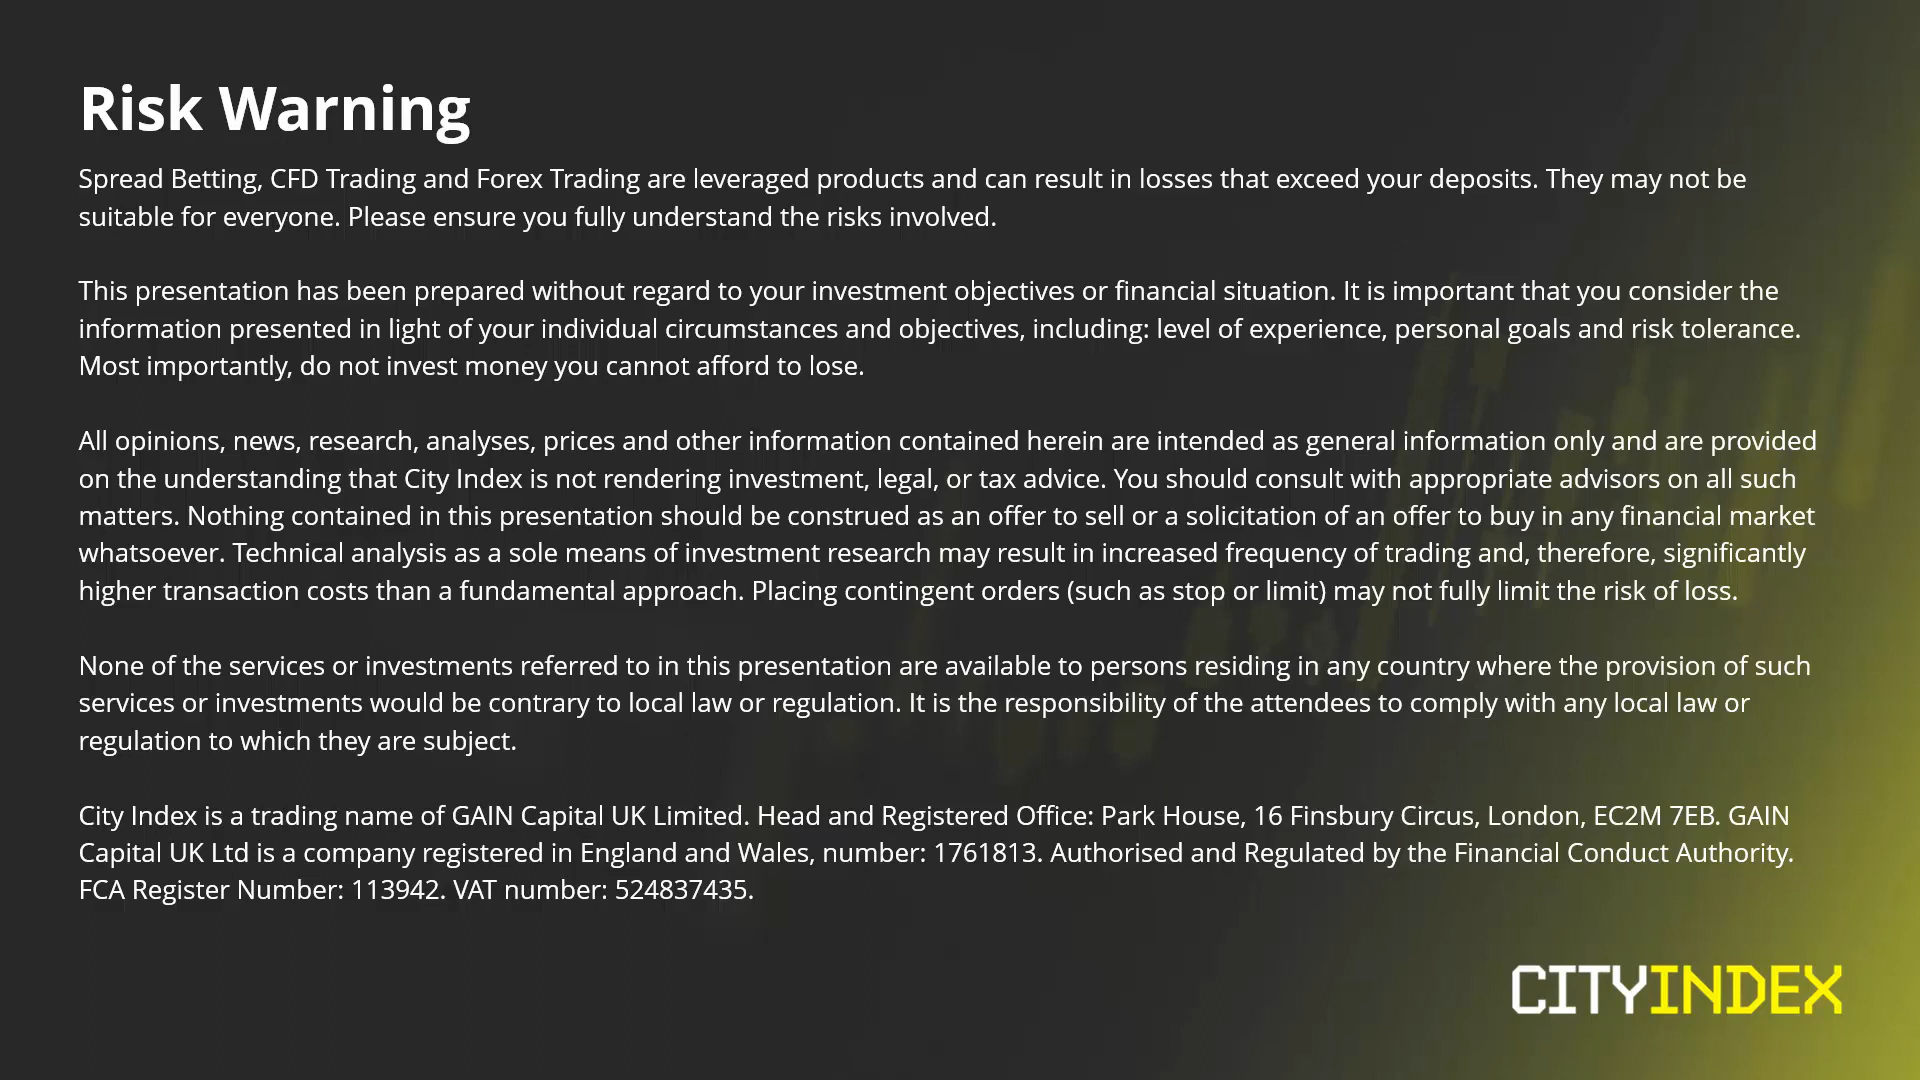 Risk Warning
Spread Betting, CFD Trading and Forex Trading are leveraged products and can result in losses that exceed your deposits. They may not be
suitable for everyone. Please ensure you fully understand the risks involved.
This presentation has been prepared without regard to your investment objectives or financial situation. It is important that you consider the
information presented in light of your individual circumstances and objectives, including: level of experience, personal goals and risk tolerance.
Most importantly, do not invest money you cannot afford to lose.
All opinions, news, research, analyses, prices and other information contained herein are intended as general information only and are provided
on the understanding that City Index is not rendering investment, legal, or tax advice. You should consult with appropriate advisors on all such
matters. Nothing contained in this presentation should be construed as an offer to sell or a solicitation of an offer to buy in any financial market
whatsoever. Technical analysis as a sole means of investment research may result in increased frequency of trading and, therefore, significantly
higher transaction costs than a fundamental approach. Placing contingent orders (such as stop or limit) may not fully limit the risk of loss.
None of the services or investments referred to in this presentation are available to persons residing in any country where the provision of such
services or investments would be contrary to local law or regulation. It is the responsibility of the attendees to comply with any local law or
regulation to which they are subject.
City Index is a trading name of GAIN Capital UK Limited. Head and Registered Office: Park House, 16 Finsbury Circus, London, EC2M 7EB. GAIN
Capital UK Ltd is a company registered in England and Wales, number: 1761813. Authorised and Regulated by the Financial Conduct Authority.
FCA Register Number: 113942. VAT number: 524837435.
CITYINDEX